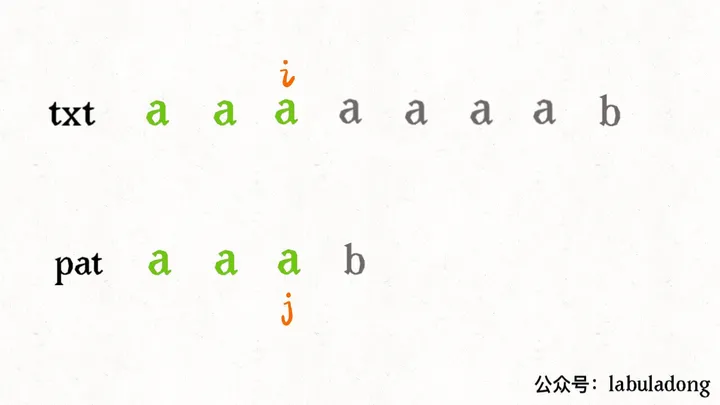 i
txt a a a a a a a b
pat a a a b
j
公众号：labuladong